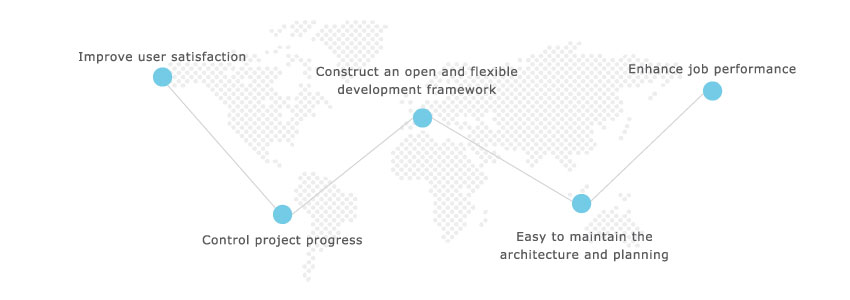 Improve user satisfaction
Control project progress
Construct an open and flexible
development framework
Easy to maintain the
architecture and planning
Enhance job performance